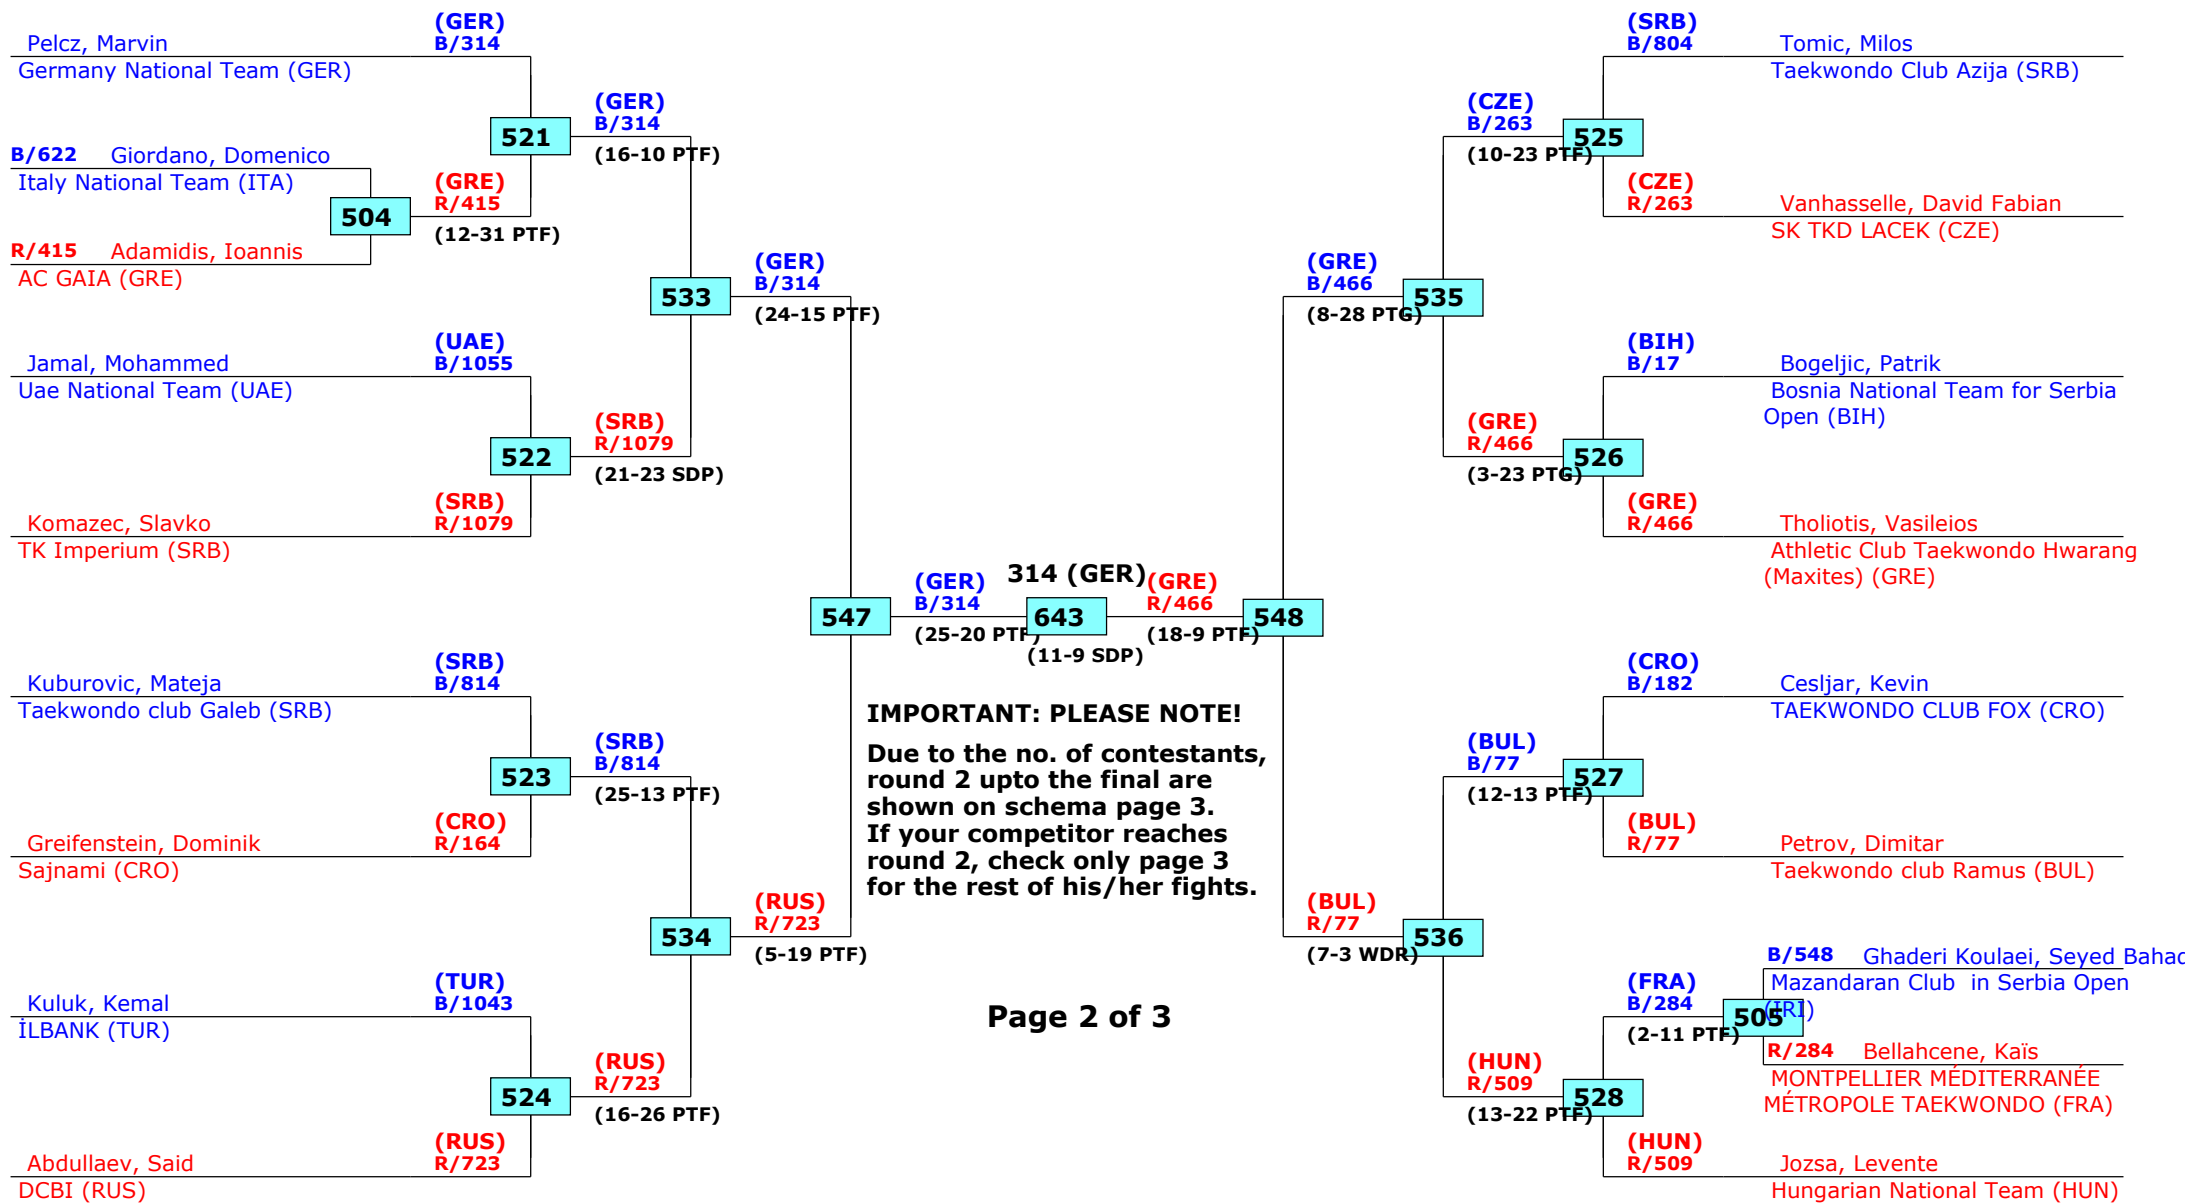 (GER)
B/314
Pelcz, Marvin
Germany National Team (GER)
521
(GER)
B/314
(16-10 PTF)
B/622 Giordano, Domenico
Italy National Team (ITA)
504
(GRE)
R/415
(12-31 PTF)
R/415 Adamidis, Ioannis
AC GAIA (GRE)
533
(GER)
B/314
(24-15 PTF)
(UAE)
B/1055
Jamal, Mohammed
Uae National Team (UAE)
522
(SRB)
R/1079
(21-23 SDP)
(SRB)
R/1079
Komazec, Slavko
TK Imperium (SRB)
547
(GER)
B/314
(25-20 PTF)
314 (GER)
643
(11-9 SDP)
(GRE)
R/466
(18-9 PTF)
548
(SRB)
B/814
Kuburovic, Mateja
Taekwondo club Galeb (SRB)
523
(SRB)
B/814
(25-13 PTF)
(CRO)
R/164
Greifenstein, Dominik
Sajnami (CRO)
534
(RUS)
R/723
(5-19 PTF)
(TUR)
B/1043
Kuluk, Kemal
İLBANK (TUR)
524
(RUS)
R/723
(16-26 PTF)
(RUS)
R/723
Abdullaev, Said
DCBI (RUS)
IMPORTANT: PLEASE NOTE!
Due to the no. of contestants,
round 2 upto the final are
shown on schema page 3.
If your competitor reaches
round 2, check only page 3
for the rest of his/her fights.
Page 2 of 3
(SRB)
B/804
Tomic, Milos
Taekwondo Club Azija (SRB)
(CZE)
B/263
(10-23 PTF)
525
(CZE)
R/263
Vanhasselle, David Fabian
SK TKD LACEK (CZE)
(GRE)
B/466
(8-28 PTG)
535
(BIH)
B/17
Bogeljic, Patrik
Bosnia National Team for Serbia
Open (BIH)
(GRE)
R/466
(3-23 PTG)
526
(GRE)
R/466
Tholiotis, Vasileios
Athletic Club Taekwondo Hwarang
(Maxites) (GRE)
(CRO)
B/182
Cesljar, Kevin
TAEKWONDO CLUB FOX (CRO)
(BUL)
B/77
(12-13 PTF)
527
(BUL)
R/77
Petrov, Dimitar
Taekwondo club Ramus (BUL)
(BUL)
R/77
(7-3 WDR)
536
B/548 Ghaderi Koulaei, Seyed Bahad
Mazandaran Club in Serbia Open
(IRI)
(FRA)
B/284
(2-11 PTF)
505
R/284 Bellahcene, Kaïs
MONTPELLIER MÉDITERRANÉE
MÉTROPOLE TAEKWONDO (FRA)
(HUN)
R/509
(13-22 PTF)
528
(HUN)
R/509
Jozsa, Levente
Hungarian National Team (HUN)